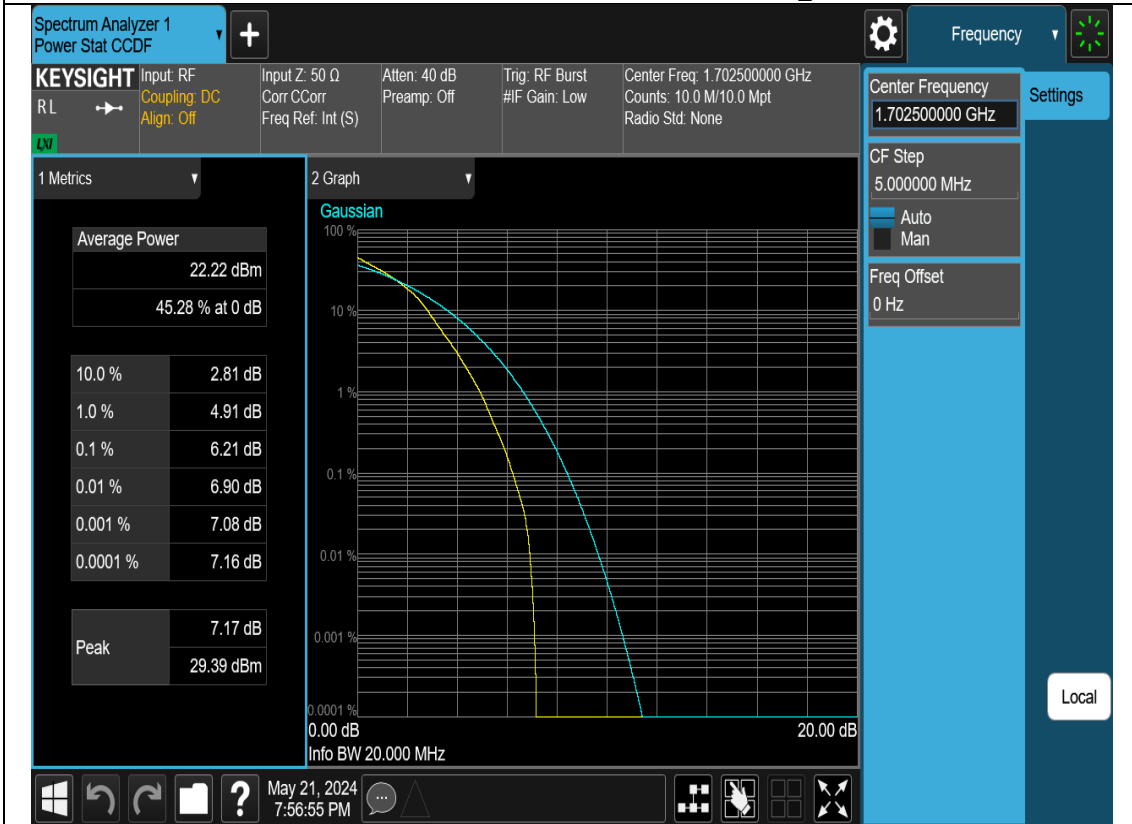 Spectrum Analyzer 1
Power Stat CCDF
+
Frequency
KEYSIGHT
RL
LXI
Input: RF
Coupling: DC
Align: Off
Input Z: 50 Ω
Corr CCorr
Freq Ref: Int (S)
Atten: 40 dB
Preamp: Off
Trig: RF Burst
#IF Gain: Low
Center Freq: 1.702500000 GHz
Counts: 10.0 M/10.0 Mpt
Radio Std: None
Center Frequency
1.702500000 GHz
Settings
CF Step
5.000000 MHz
Auto
Man
Freq Offset
0 Hz
1 Metrics
Average Power
22.22 dBm
45.28 % at 0 dB
10.0 % 2.81 dB
1.0 % 4.91 dB
0.1 % 6.21 dB
0.01 % 6.90 dB
0.001 % 7.08 dB
0.0001 % 7.16 dB
Peak
7.17 dB
29.39 dBm
2 Graph
Gaussian
100 %
10 %
1 %
0.1 %
0.01 %
0.001 %
0.0001 %
0.00 dB 20.00 dB
Info BW 20.000 MHz
Local
?
May 21, 2024
7:56:55 PM